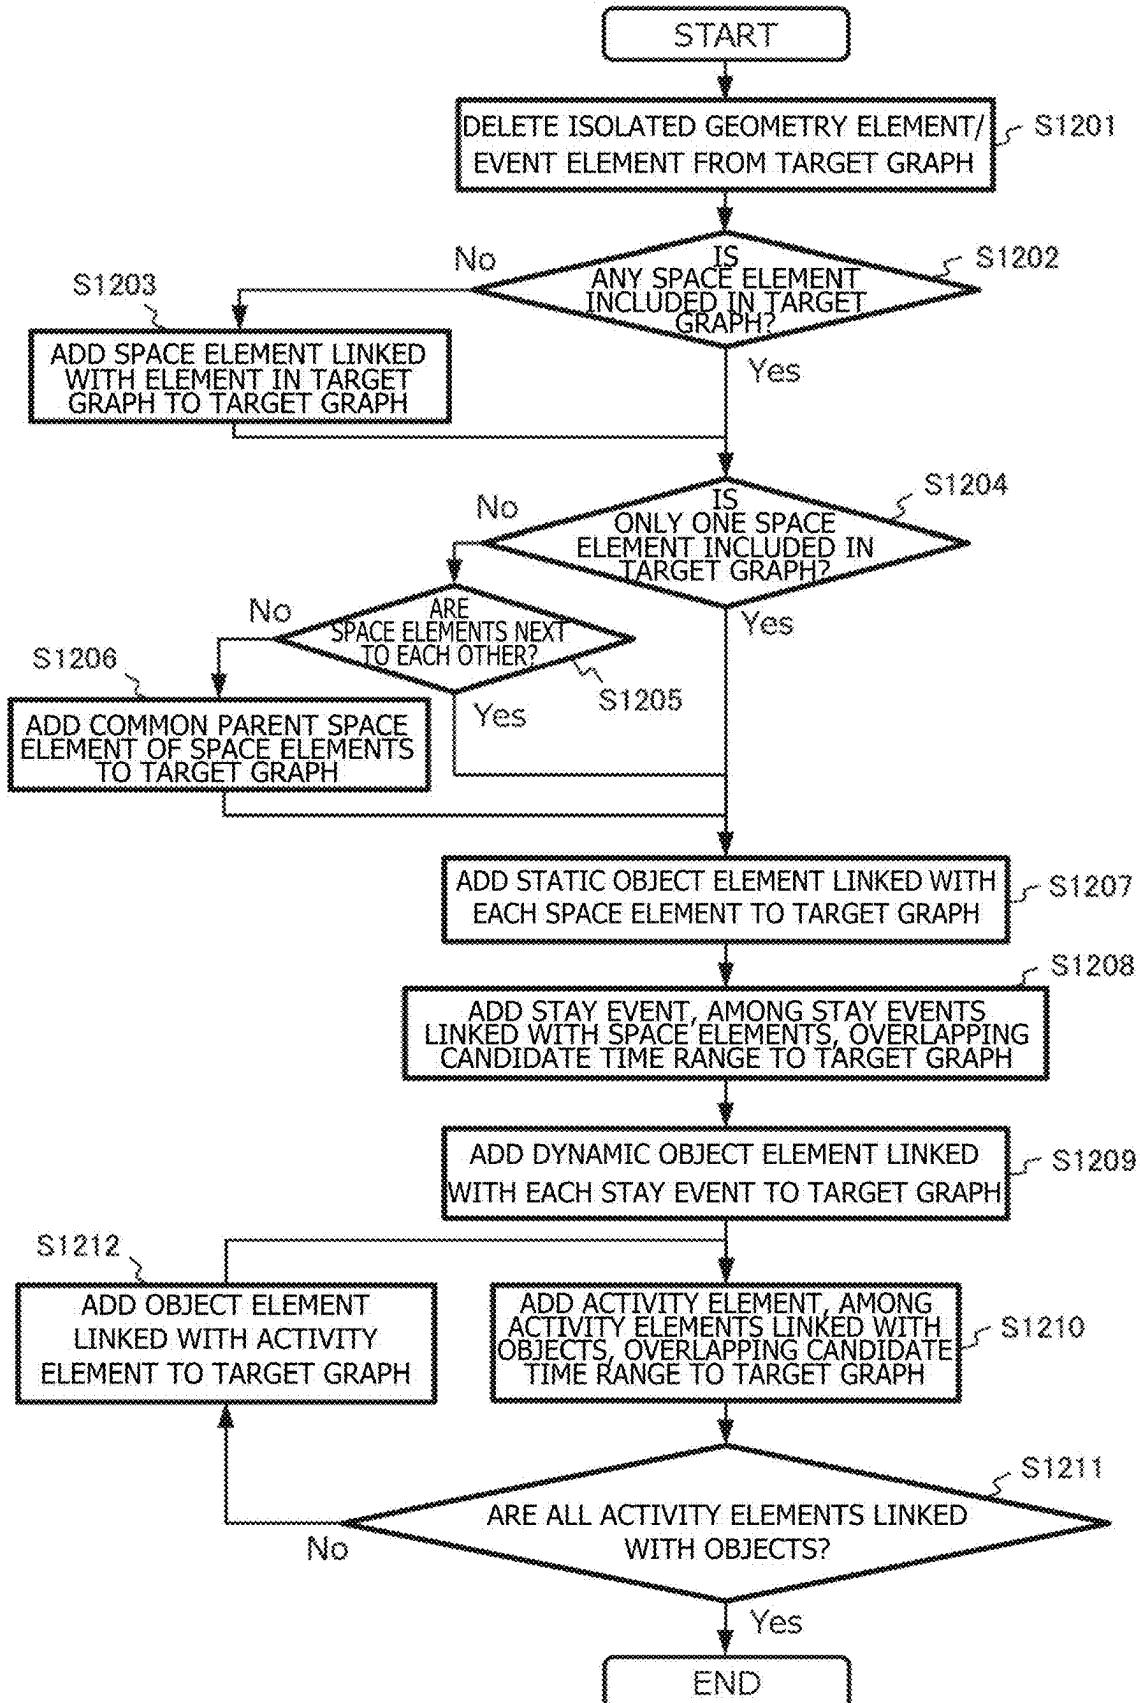 START
DELETE ISOLATED GEOMETRY ELEMENT/
EVENT ELEMENT FROM TARGET GRAPH
S1201
IS
ANY SPACE ELEMENT
INCLUDED IN TARGET
GRAPH?
S1202
No
Yes
S1203
ADD SPACE ELEMENT LINKED
WITH ELEMENT IN TARGET
GRAPH TO TARGET GRAPH
IS
ONLY ONE SPACE
ELEMENT INCLUDED IN
TARGET GRAPH?
S1204
No
Yes
ARE
SPACE ELEMENTS NEXT
TO EACH OTHER?
S1205
No
Yes
S1206
ADD COMMON PARENT SPACE
ELEMENT OF SPACE ELEMENTS
TO TARGET GRAPH
ADD STATIC OBJECT ELEMENT LINKED WITH
EACH SPACE ELEMENT TO TARGET GRAPH
S1207
S1208
ADD STAY EVENT, AMONG STAY EVENTS
LINKED WITH SPACE ELEMENTS, OVERLAPPING
CANDIDATE TIME RANGE TO TARGET GRAPH
ADD DYNAMIC OBJECT ELEMENT LINKED
WITH EACH STAY EVENT TO TARGET GRAPH
S1209
S1212
ADD OBJECT ELEMENT
LINKED WITH ACTIVITY
ELEMENT TO TARGET GRAPH
ADD ACTIVITY ELEMENT, AMONG
ACTIVITY ELEMENTS LINKED WITH
OBJECTS, OVERLAPPING CANDIDATE
TIME RANGE TO TARGET GRAPH
S1210
S1211
ARE ALL ACTIVITY ELEMENTS LINKED
WITH OBJECTS?
No
Yes
END